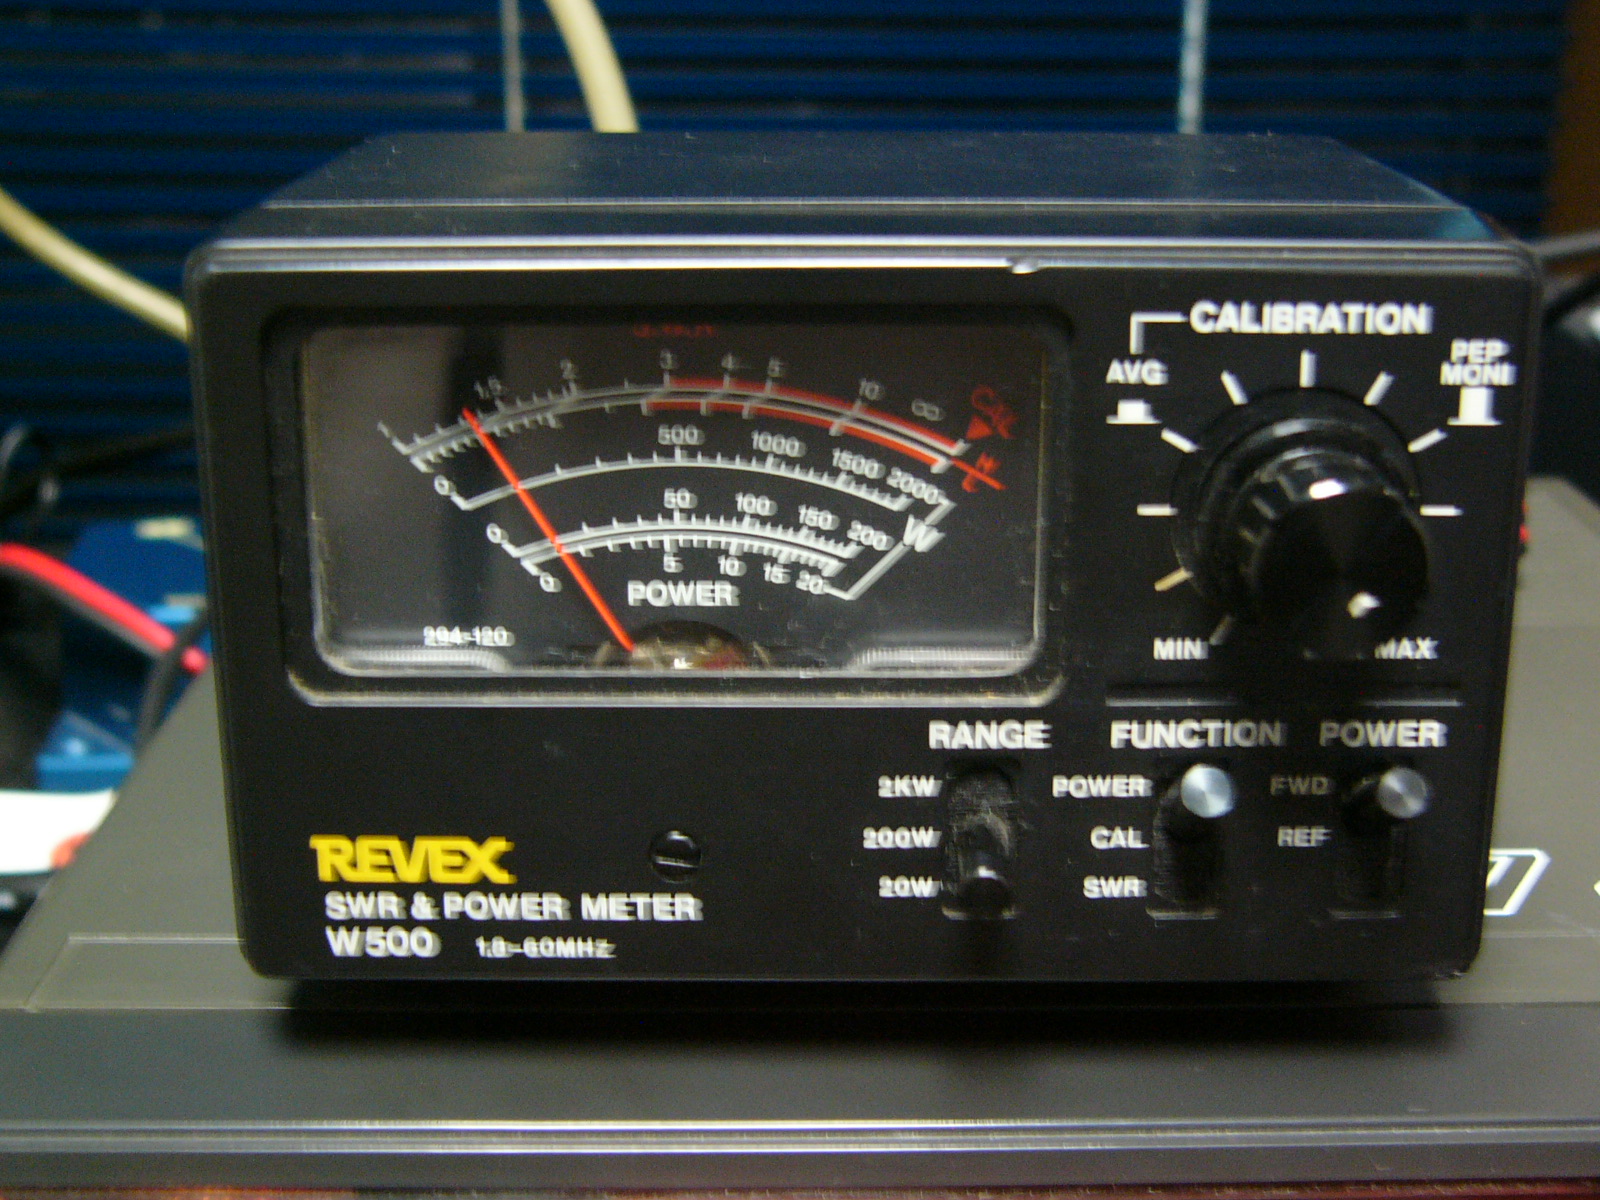 CALIBRATION
AVG
PEP
MONI
1.5 2 3 4 5 10 ∞
0 500 1000 1500 2000
0 50 100 150 200 W
0 5 10 15 20
POWER
294-120
MIN MAX
RANGE FUNCTION POWER
2KW POWER FWD
200W CAL REF
20W SWR
REVEX
SWR & POWER METER
W500 1.8-60MHZ